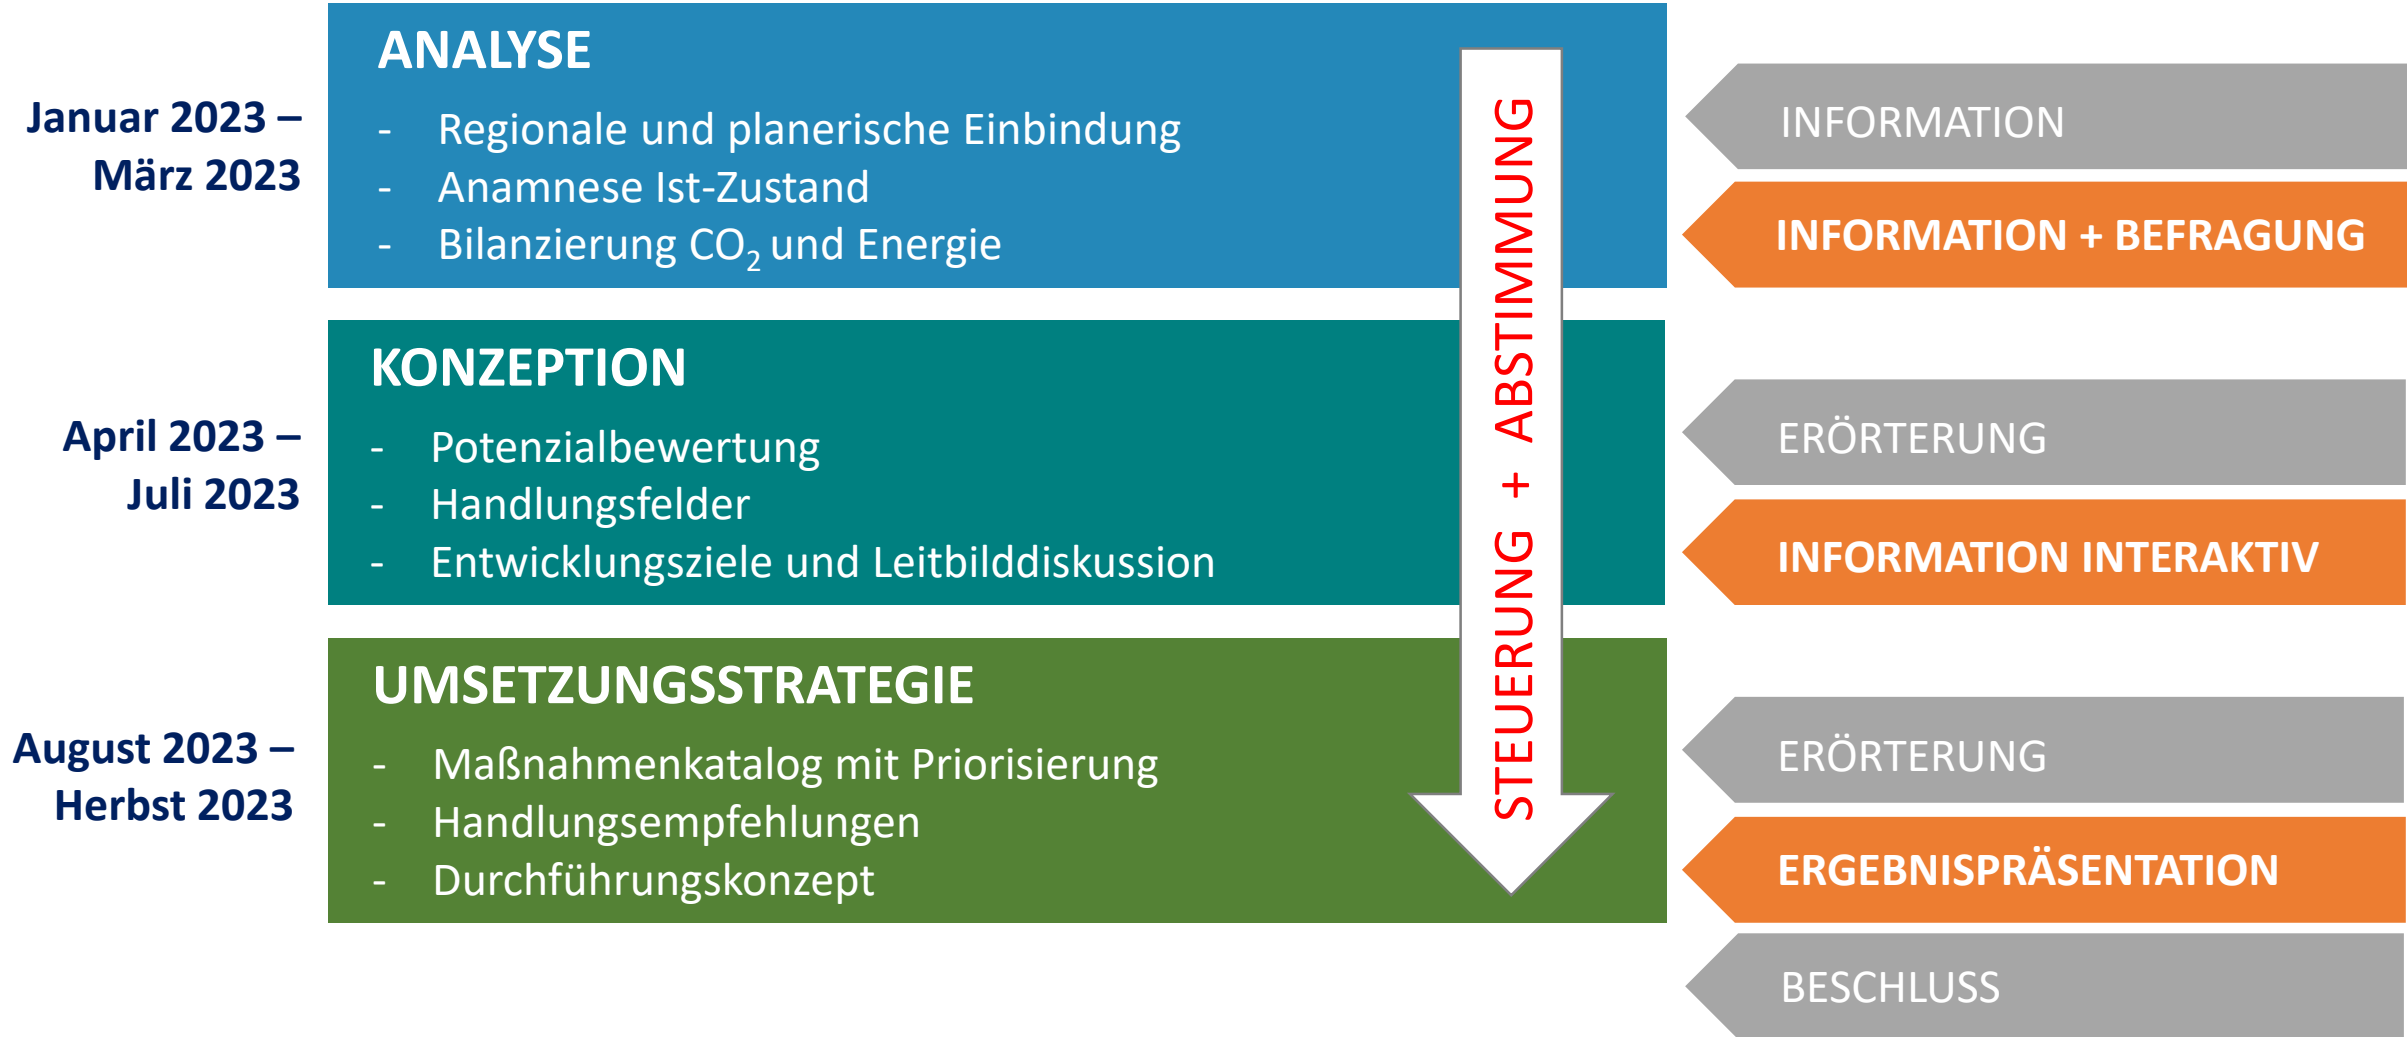 Januar 2023 –
März 2023
ANALYSE
- Regionale und planerische Einbindung
- Anamnese Ist-Zustand
- Bilanzierung CO₂ und Energie
INFORMATION
INFORMATION + BEFRAGUNG
April 2023 –
Juli 2023
KONZEPTION
- Potenzialbewertung
- Handlungsfelder
- Entwicklungsziele und Leitbilddiskussion
ERÖRTERUNG
INFORMATION INTERAKTIV
August 2023 –
Herbst 2023
UMSETZUNGSSTRATEGIE
- Maßnahmenkatalog mit Priorisierung
- Handlungsempfehlungen
- Durchführungskonzept
ERÖRTERUNG
ERGEBNISPRÄSENTATION
BESCHLUSS
STEUERUNG + ABSTIMMUNG